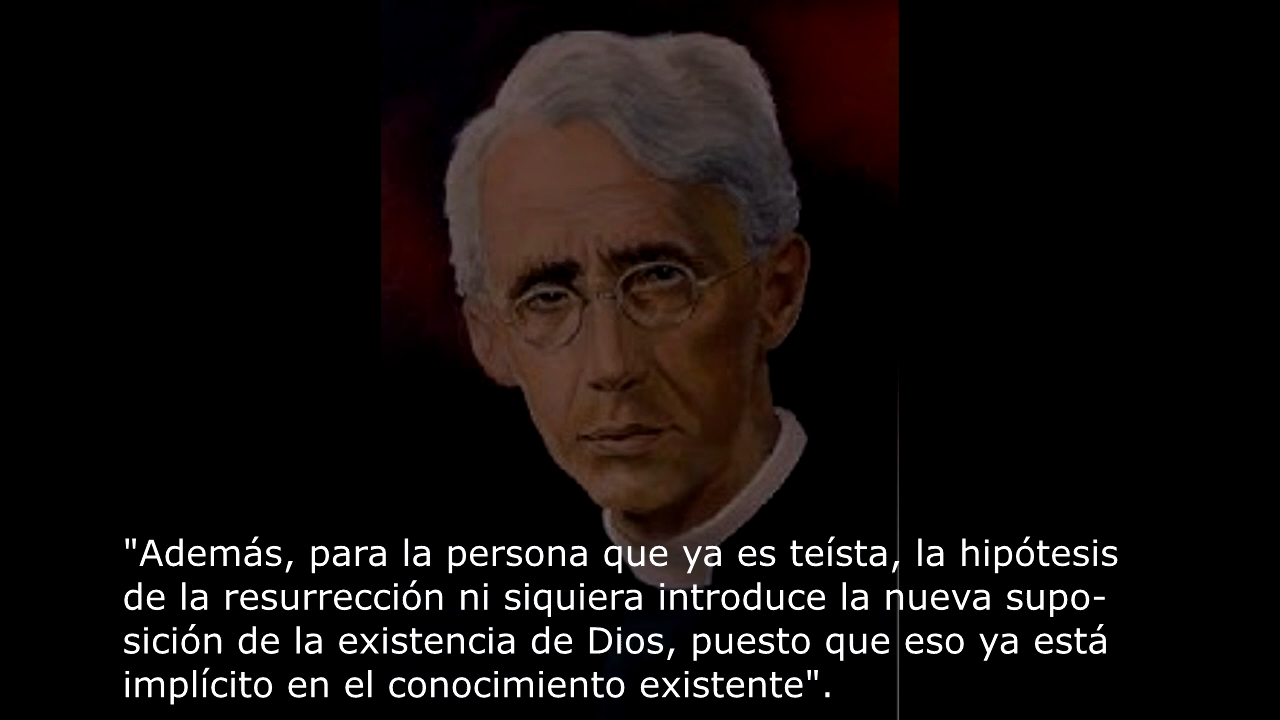 "Además, para la persona que ya es teísta, la hipótesis
de la resurrección ni siquiera introduce la nueva supo-
sición de la existencia de Dios, puesto que eso ya está
implícito en el conocimiento existente".